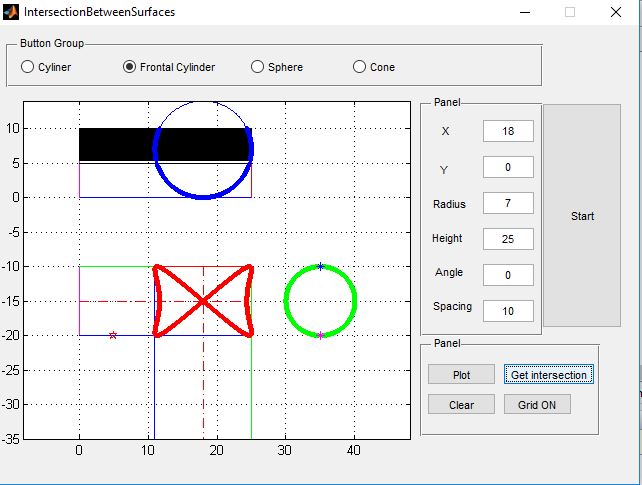 IntersectionBetweenSurfaces
Button Group
Cyliner
Frontal Cylinder
Sphere
Cone
10
5
0
-5
-10
-15
-20
-25
-30
-35
0
10
20
30
40
Panel
X 18
Y 0
Radius 7
Height 25
Angle 0
Spacing 10
Start
Panel
Plot
Get intersection
Clear
Grid ON